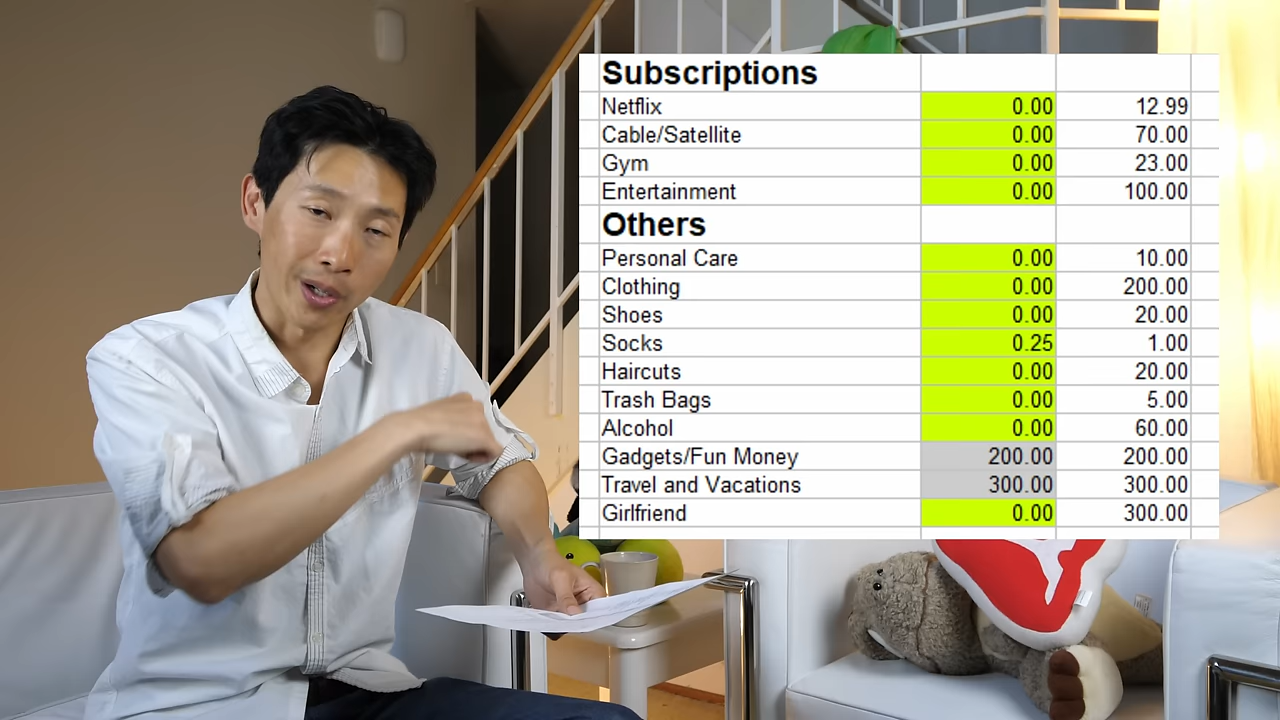 Subscriptions
Netflix 0.00 12.99
Cable/Satellite 0.00 70.00
Gym 0.00 23.00
Entertainment 0.00 100.00
Others
Personal Care 0.00 10.00
Clothing 0.00 200.00
Shoes 0.00 20.00
Socks 0.25 1.00
Haircuts 0.00 20.00
Trash Bags 0.00 5.00
Alcohol 0.00 60.00
Gadgets/Fun Money 200.00 200.00
Travel and Vacations 300.00 300.00
Girlfriend 0.00 300.00